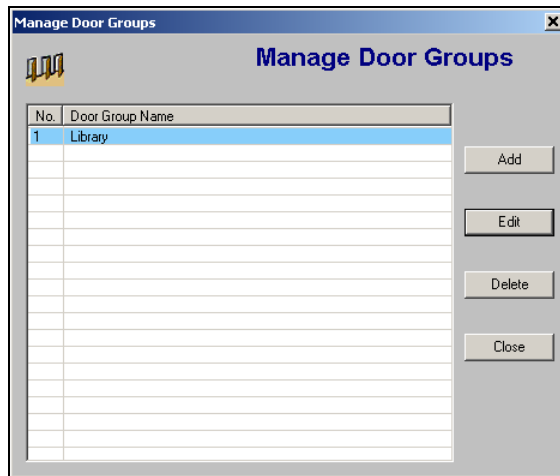 Manage Door Groups
Manage Door Groups
No. Door Group Name
1 Library
Add
Edit
Delete
Close